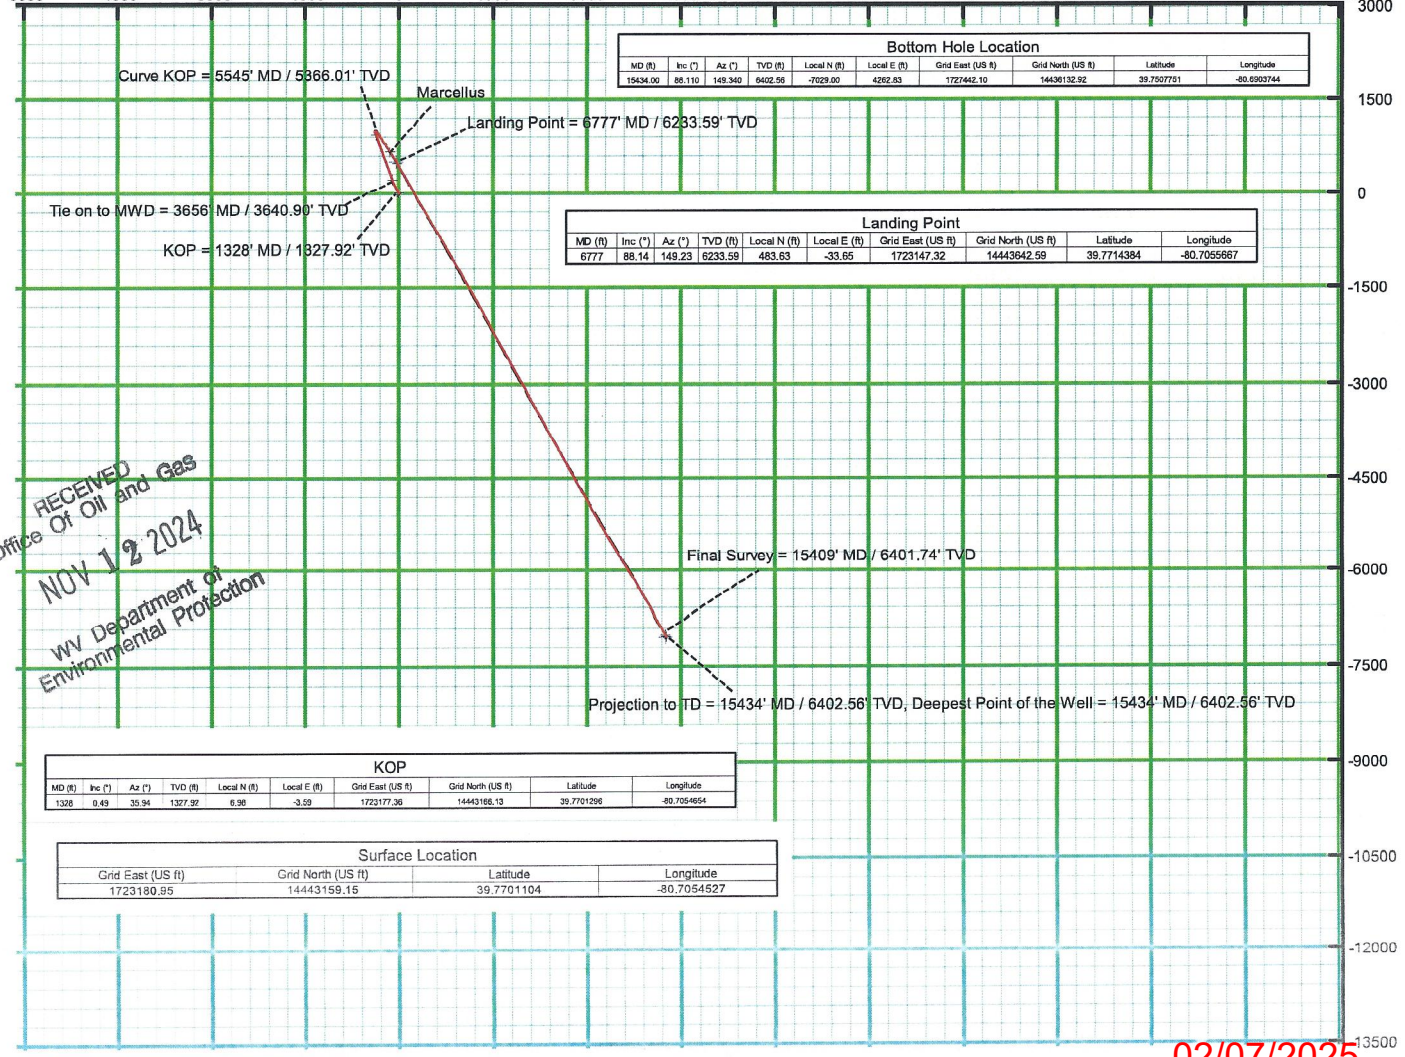 3000
Bottom Hole Location
MD (ft) Inc (°) Az (°) TVD (ft) Local N (ft) Local E (ft) Grid East (US ft) Grid North (US ft) Latitude Longitude
15434.00 88.110 149.340 6402.56 -7029.00 4262.83 1727442.10 14436132.92 39.7507751 -80.6903744
Curve KOP = 5545' MD / 5366.01' TVD
Marcellus
1500
Landing Point = 6777' MD / 6233.59' TVD
0
Tie on to MWD = 3656' MD / 3640.90' TVD
Landing Point
MD (ft) Inc (°) Az (°) TVD (ft) Local N (ft) Local E (ft) Grid East (US ft) Grid North (US ft) Latitude Longitude
6777 88.14 149.23 6233.59 483.63 -33.65 1723147.32 14443642.59 39.7714384 -80.7055667
KOP = 1328' MD / 1327.92' TVD
-1500
-3000
-4500
RECEIVED
Office Of Oil and Gas
NOV 12 2024
WV Department of
Environmental Protection
Final Survey = 15409' MD / 6401.74' TVD
-6000
-7500
Projection to TD = 15434' MD / 6402.56' TVD, Deepest Point of the Well = 15434' MD / 6402.56' TVD
-9000
KOP
MD (ft) Inc (°) Az (°) TVD (ft) Local N (ft) Local E (ft) Grid East (US ft) Grid North (US ft) Latitude Longitude
1328 0.49 35.94 1327.92 6.98 -3.59 1723177.36 14443166.13 39.7701296 -80.7054654
Surface Location
Grid East (US ft) Grid North (US ft) Latitude Longitude
1723180.95 14443159.15 39.7701104 -80.7054527
-10500
-12000
-13500
02/07/2025